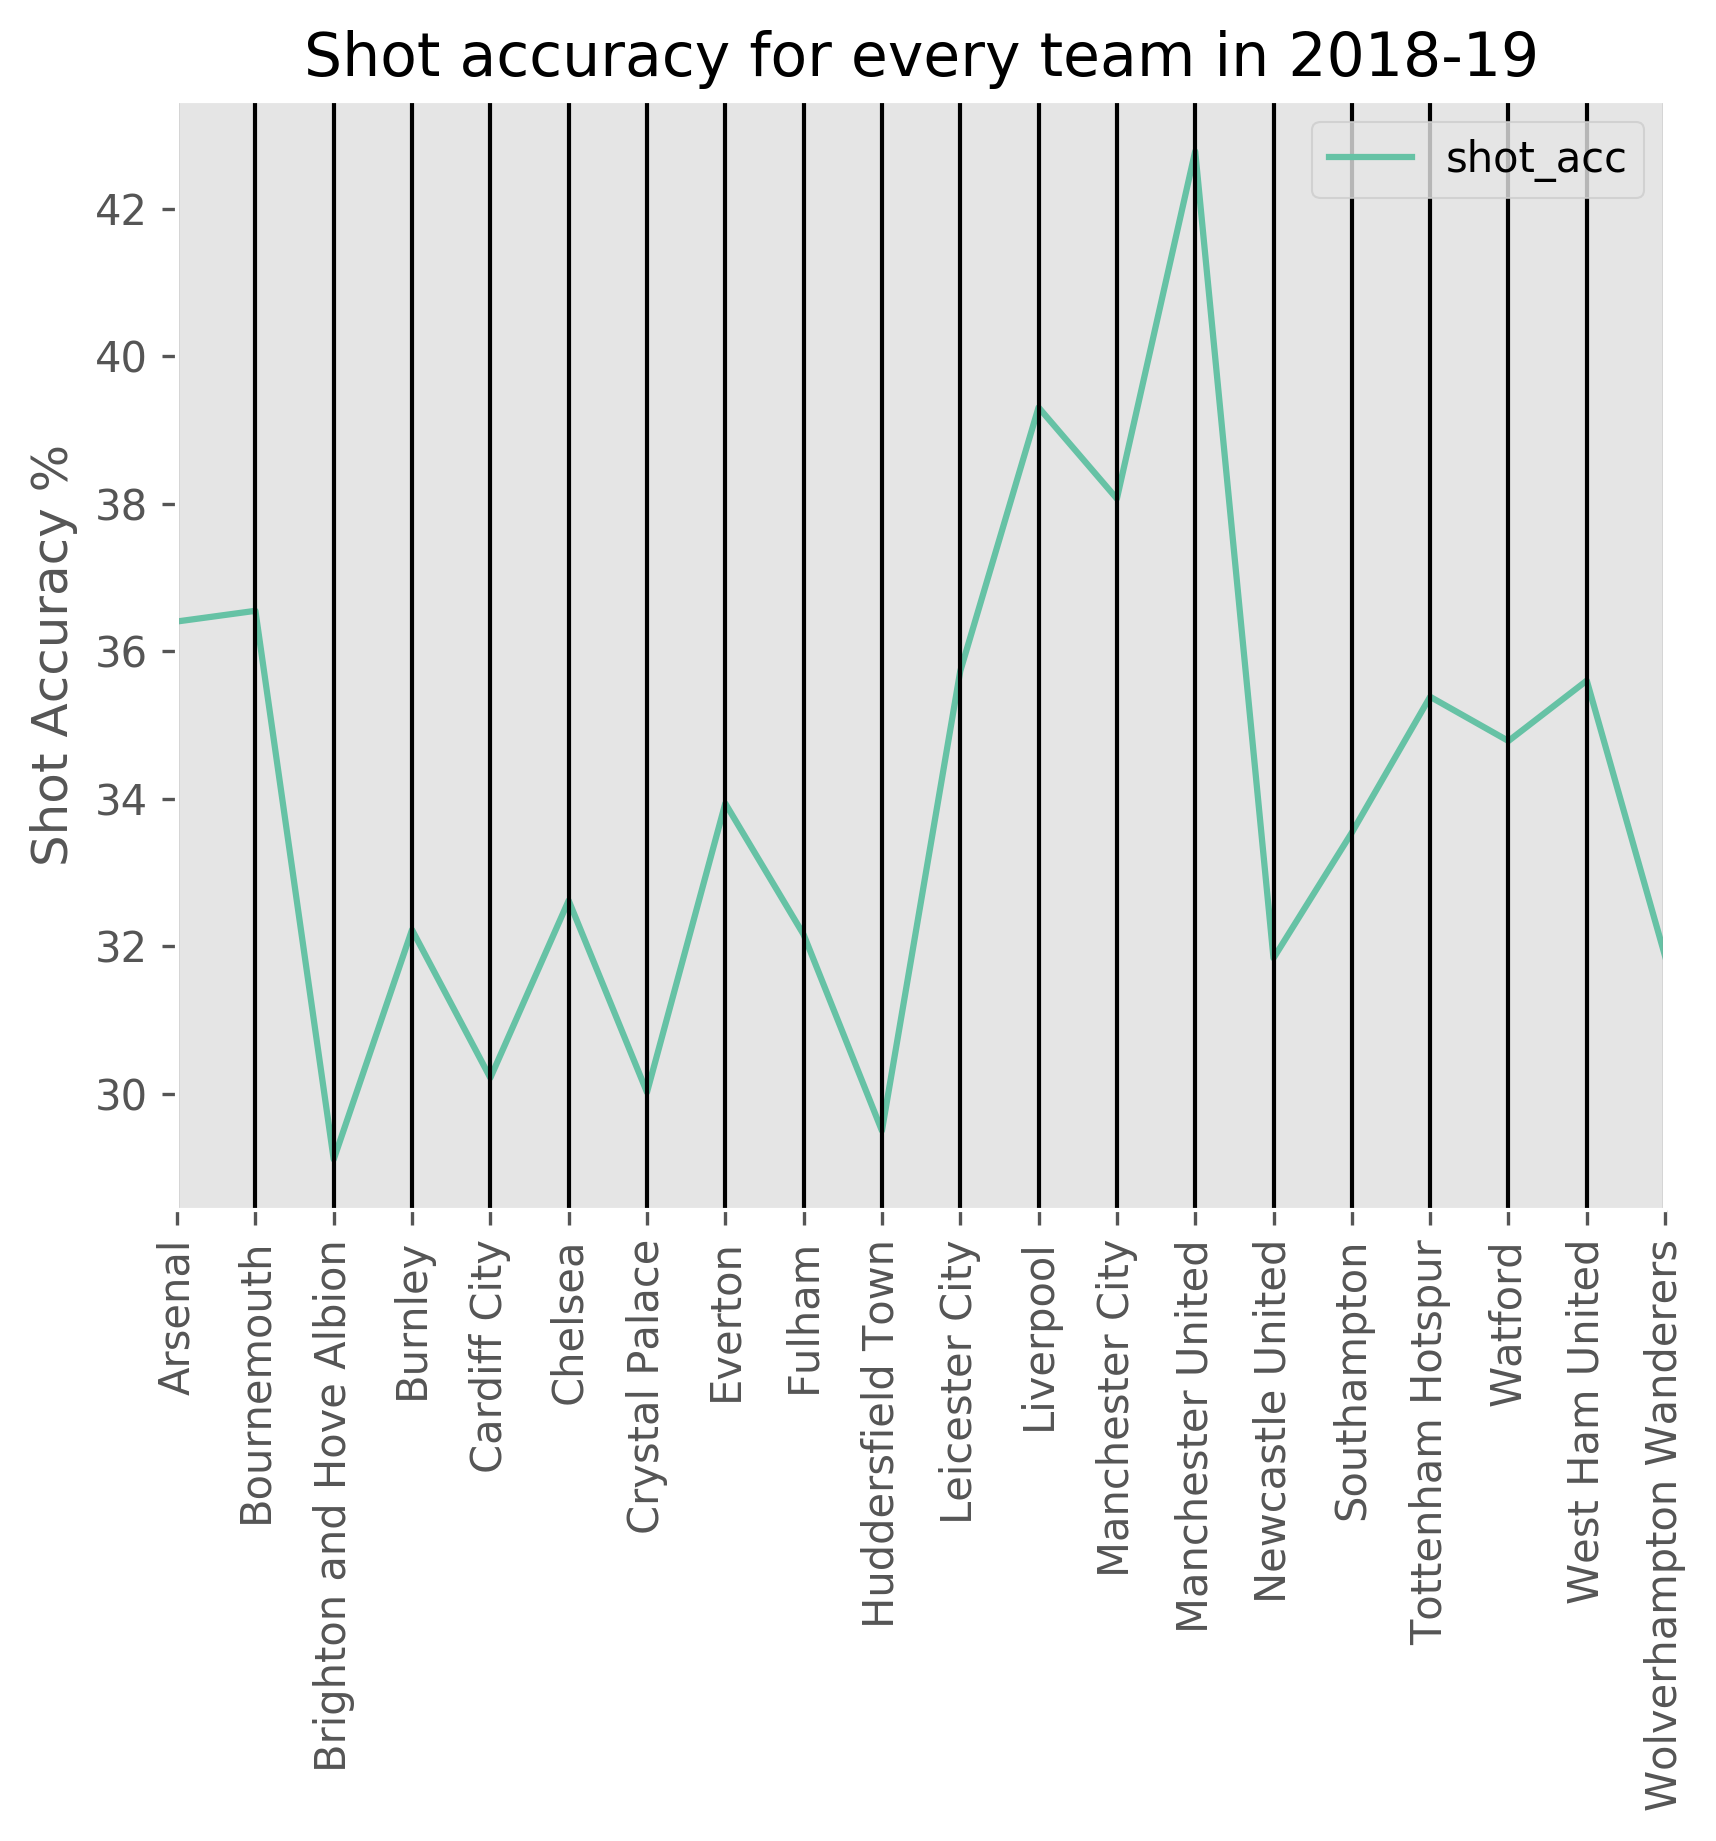 Shot accuracy for every team in 2018-19
shot_acc
Shot Accuracy %
42
40
38
36
34
32
30
Arsenal
Bournemouth
Brighton and Hove Albion
Burnley
Cardiff City
Chelsea
Crystal Palace
Everton
Fulham
Huddersfield Town
Leicester City
Liverpool
Manchester City
Manchester United
Newcastle United
Southampton
Tottenham Hotspur
Watford
West Ham United
Wolverhampton Wanderers